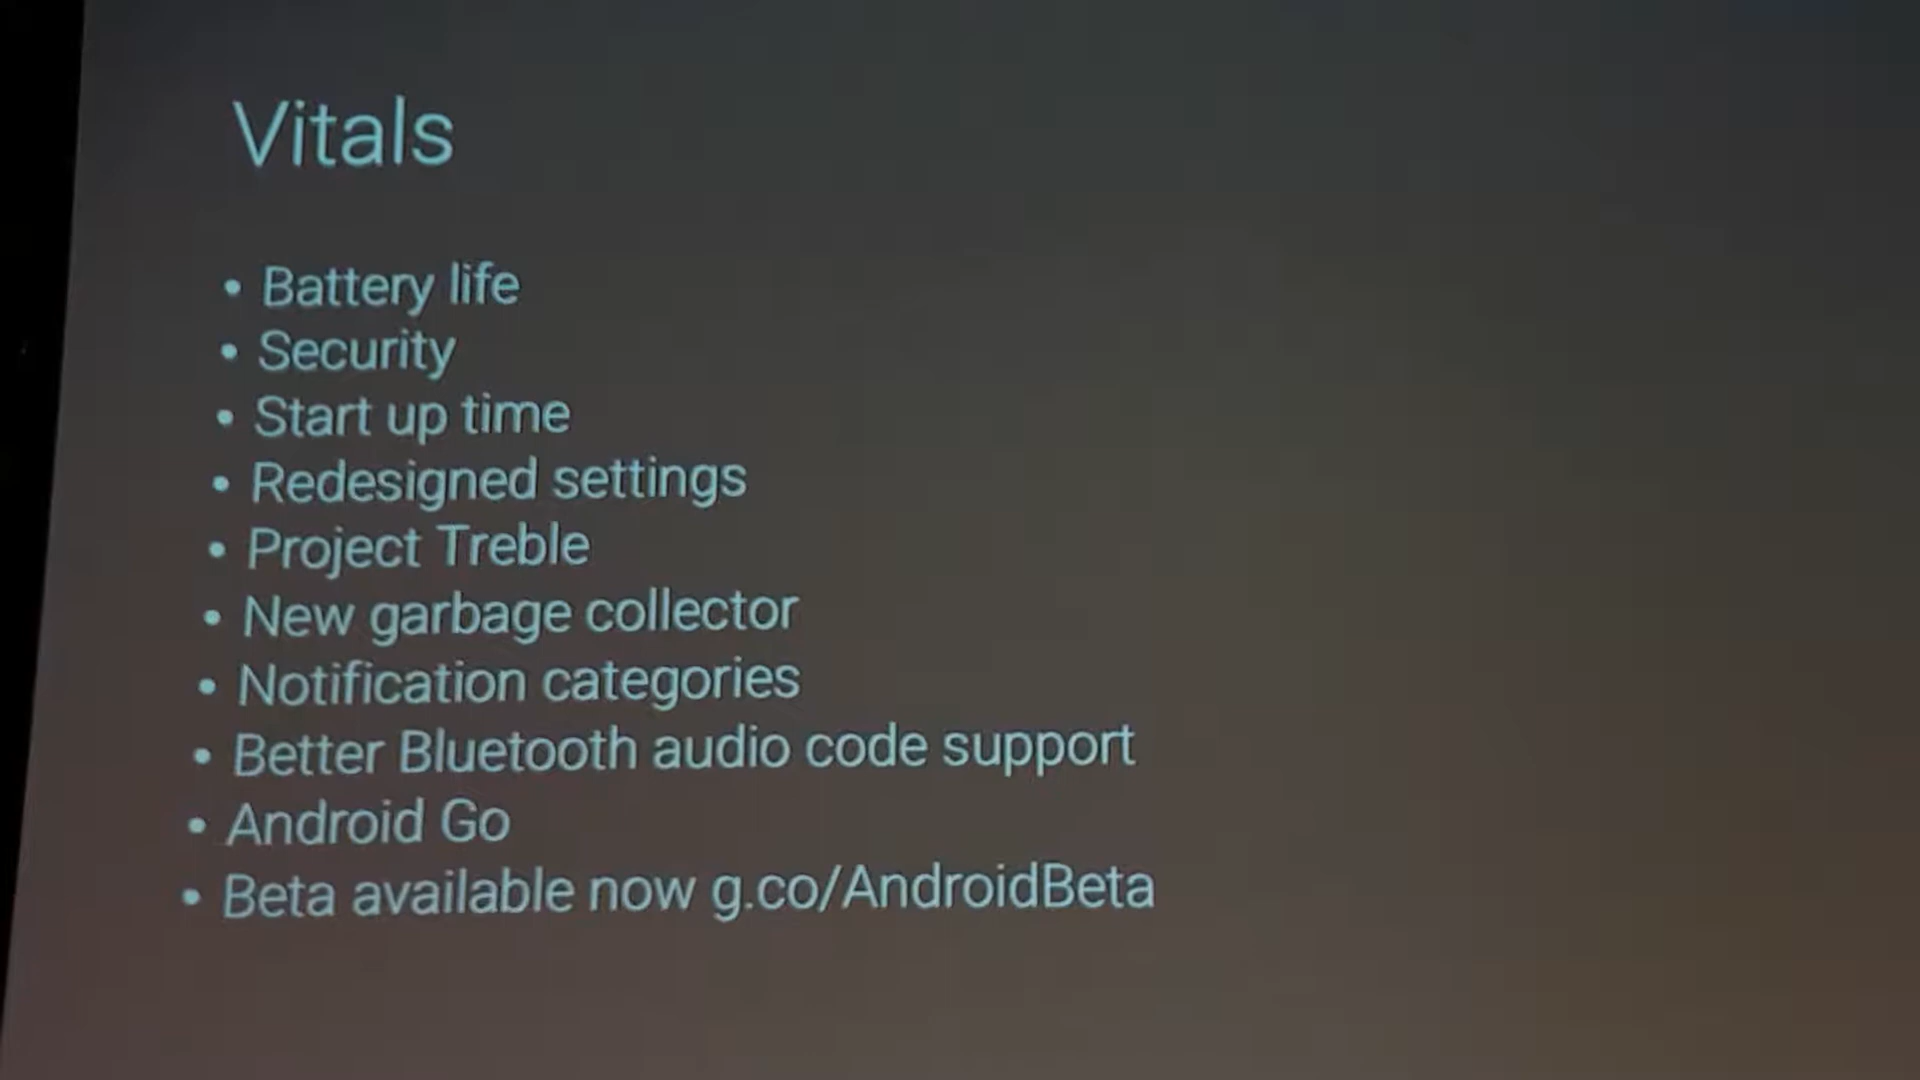 Vitals
• Battery life
• Security
• Start up time
• Redesigned settings
• Project Treble
• New garbage collector
• Notification categories
• Better Bluetooth audio code support
• Android Go
• Beta available now g.co/AndroidBeta